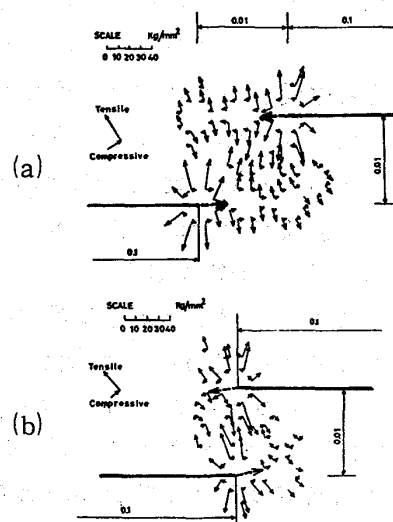 0.01
0.1
SCALE Kg/mm²
0 10 20 30 40
Tensile
Compressive
(a)
0.01
0.1
SCALE Kg/mm²
0 10 20 30 40
0.1
Tensile
Compressive
(b)
0.01
0.1